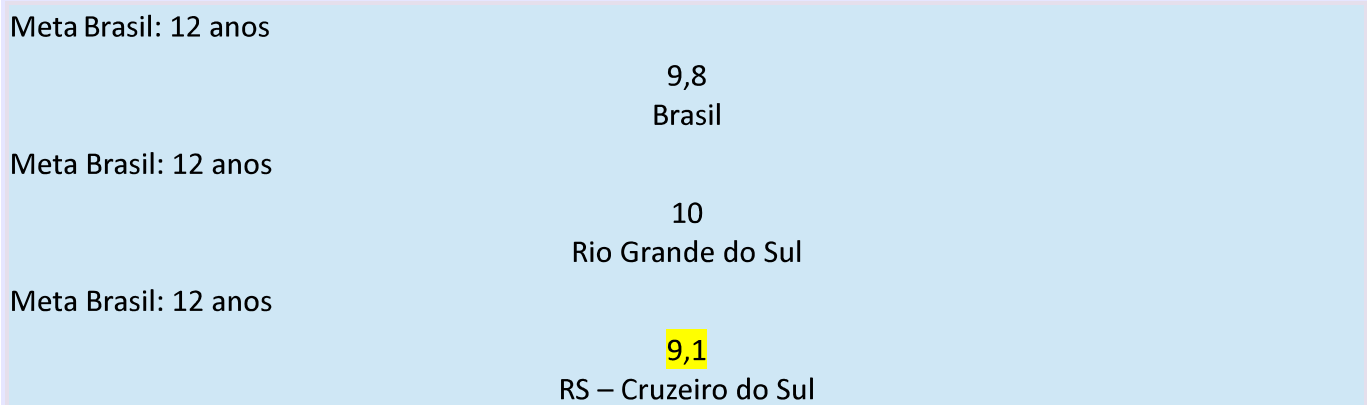 Meta Brasil: 12 anos
9,8
Brasil
Meta Brasil: 12 anos
10
Rio Grande do Sul
Meta Brasil: 12 anos
9,1
RS – Cruzeiro do Sul